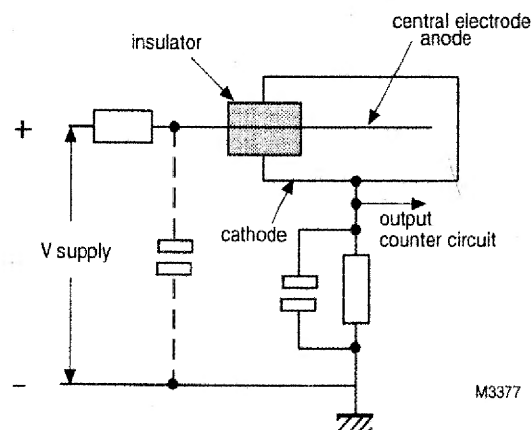 central electrode
anode
insulator
+
cathode
output
counter circuit
V supply
−
M3377